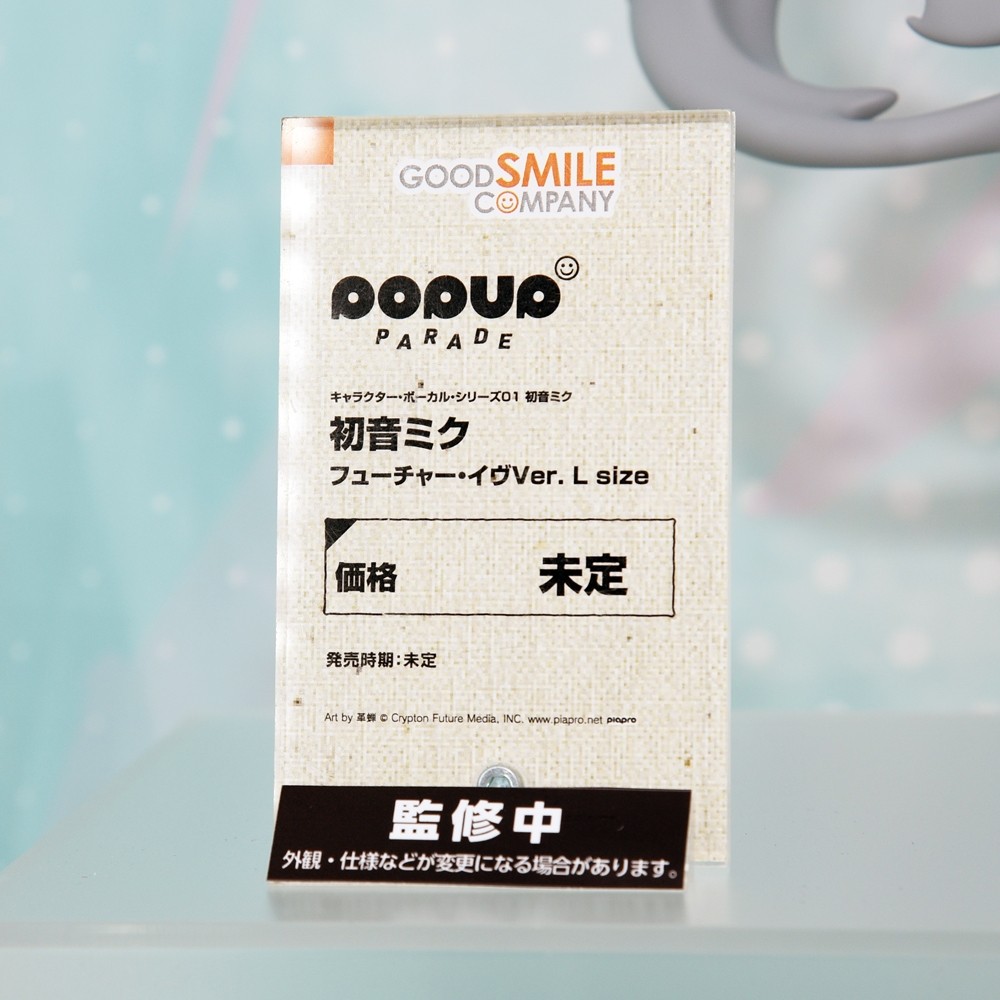 GOODSMILE
COMPANY
POPUP
PARADE
キャラクター・ボーカル・シリーズ01 初音ミク
初音ミク
フューチャー・イヴVer. L size
価格 未定
発売時期：未定
Art by 革蝉 © Crypton Future Media, INC. www.piapro.net piapro
監修中
外観・仕様などが変更になる場合があります。